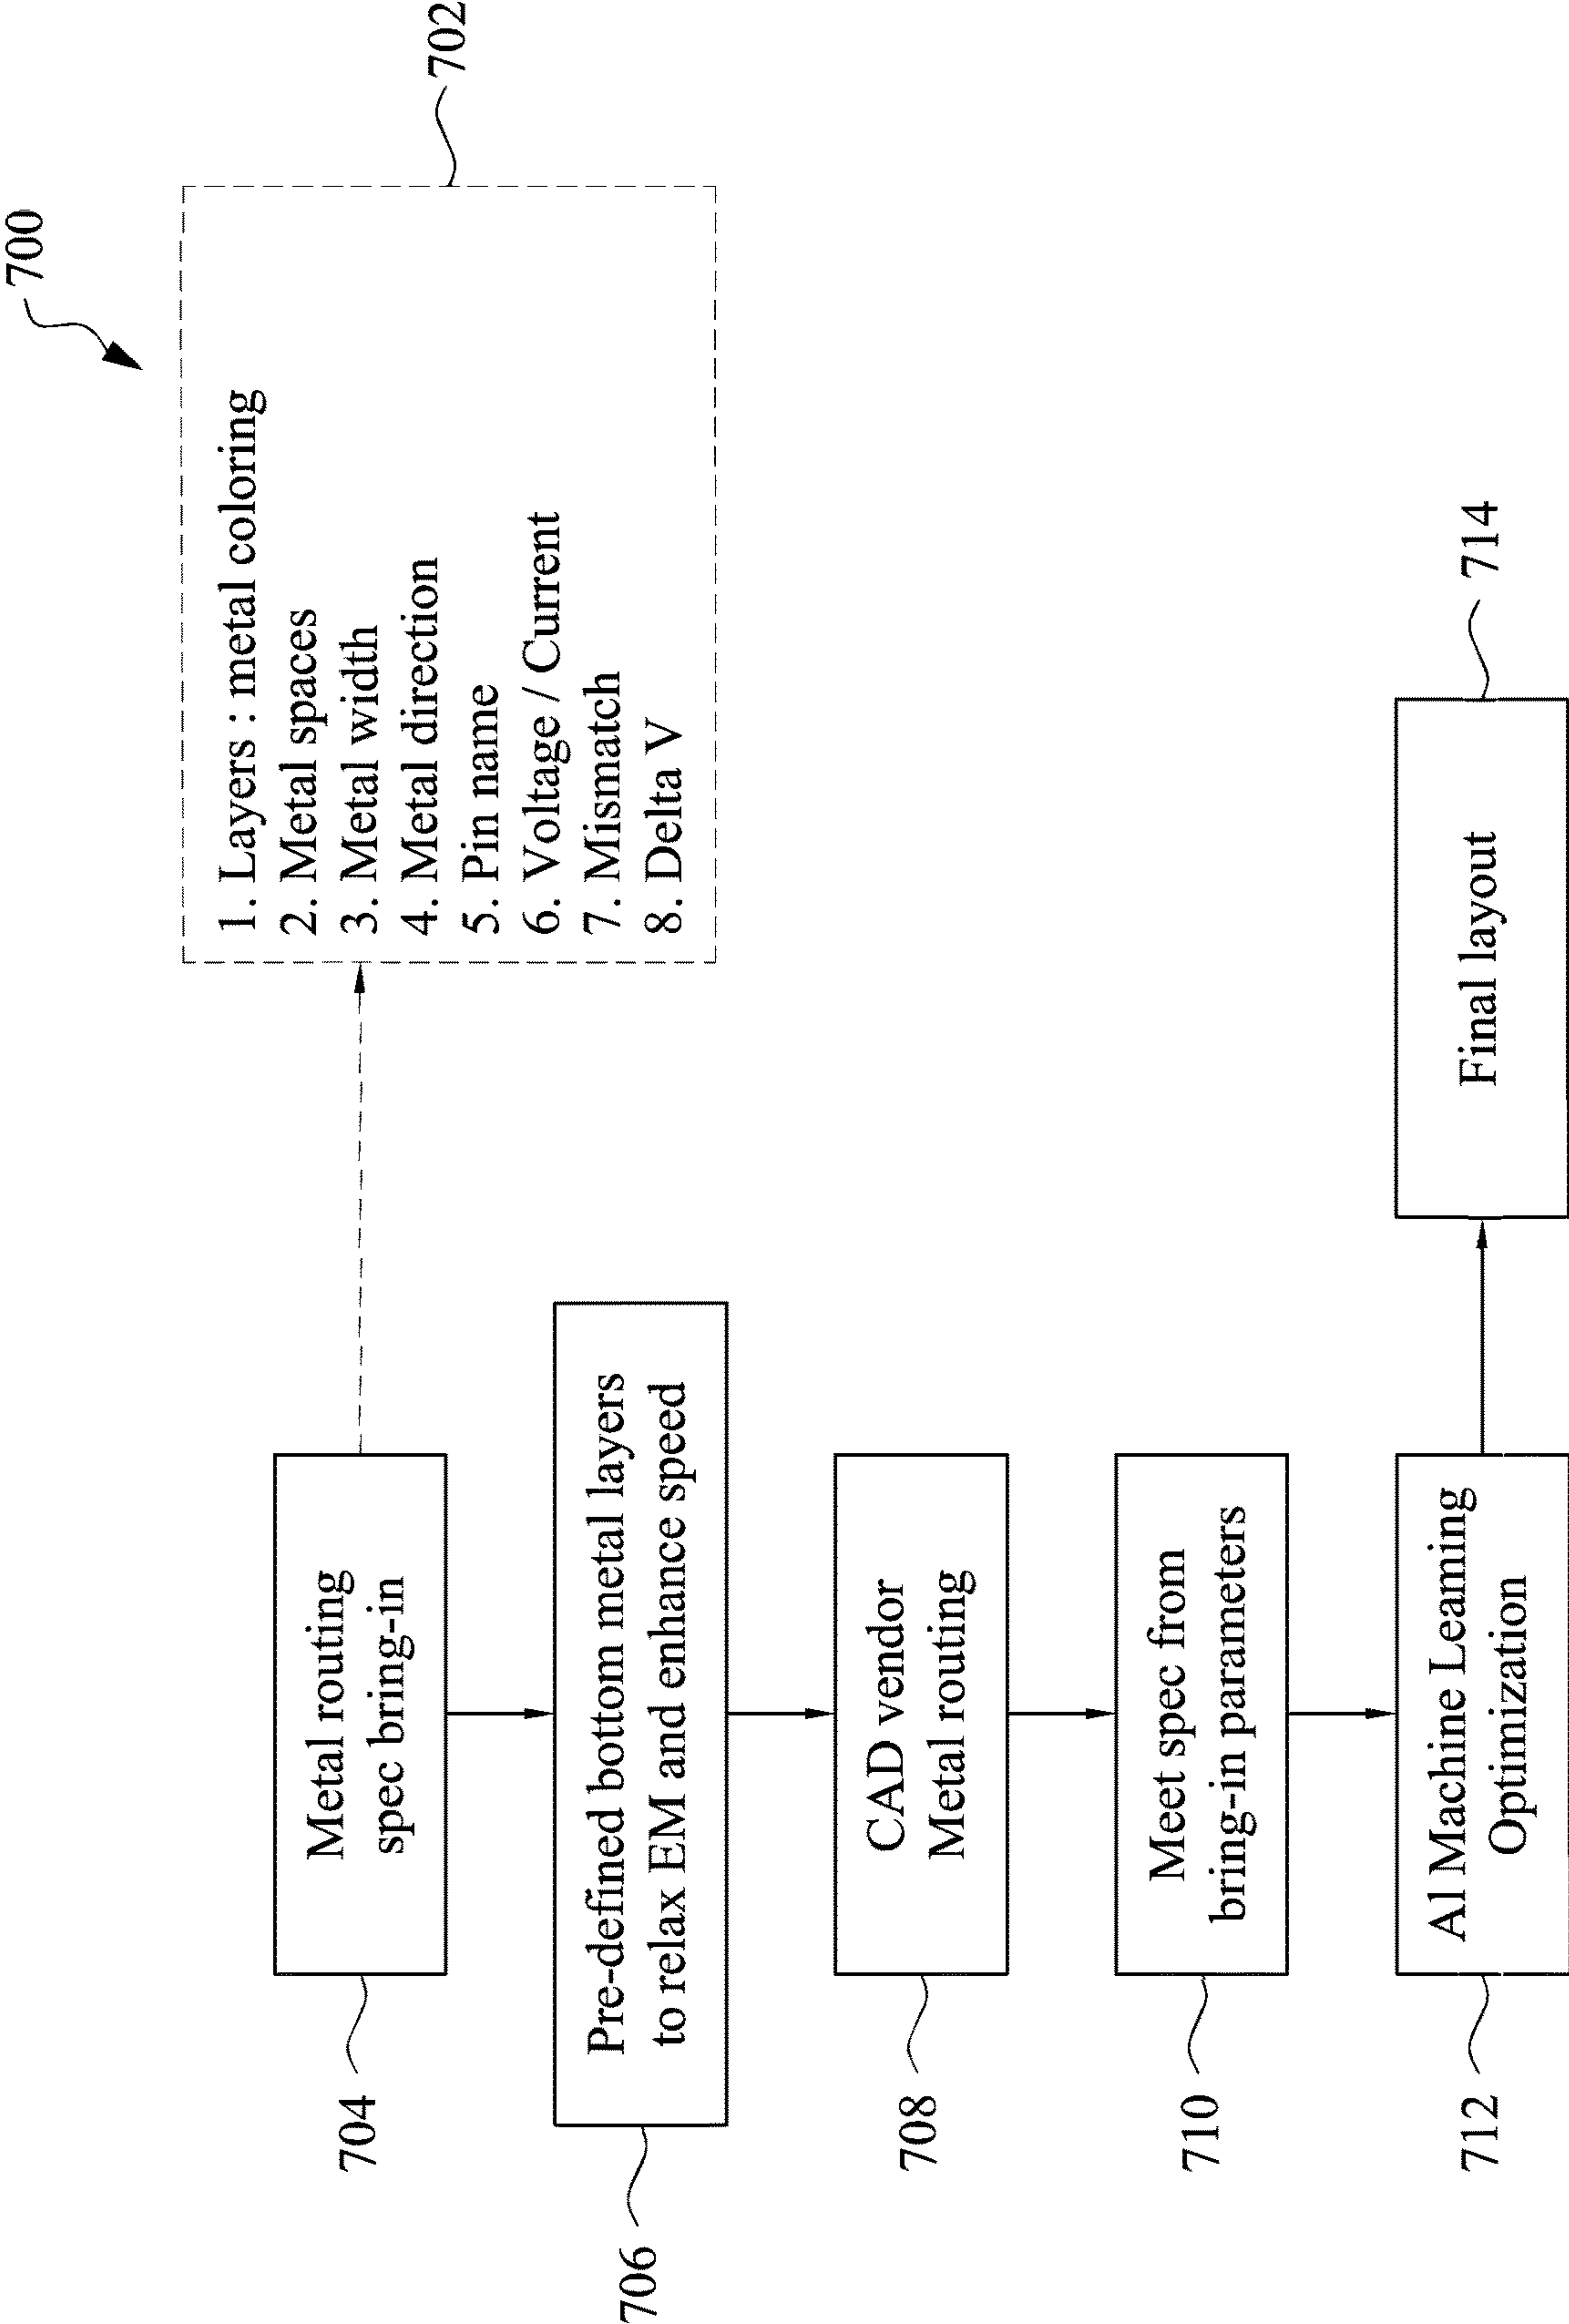 700
1. Layers : metal coloring
2. Metal spaces
3. Metal width
4. Metal direction
5. Pin name
6. Voltage / Current
7. Mismatch
8. Delta V
702
704
Metal routing
spec bring-in
706
Pre-defined bottom metal layers
to relax EM and enhance speed
708
CAD vendor
Metal routing
710
Meet spec from
bring-in parameters
712
Al Machine Leaming
Optimization
Final layout
714